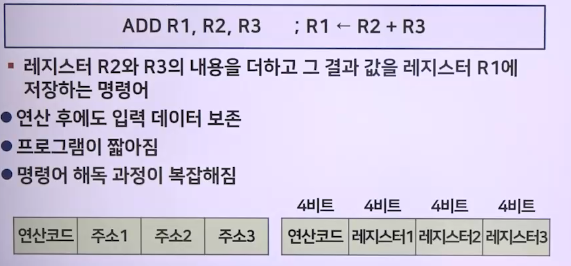 ADD R1, R2, R3 ; R1 ← R2 + R3
▪ 레지스터 R2와 R3의 내용을 더하고 그 결과 값을 레지스터 R1에
저장하는 명령어
● 연산 후에도 입력 데이터 보존
● 프로그램이 짧아짐
● 명령어 해독 과정이 복잡해짐
4비트 4비트 4비트 4비트
연산코드 주소1 주소2 주소3 연산코드 레지스터1 레지스터2 레지스터3